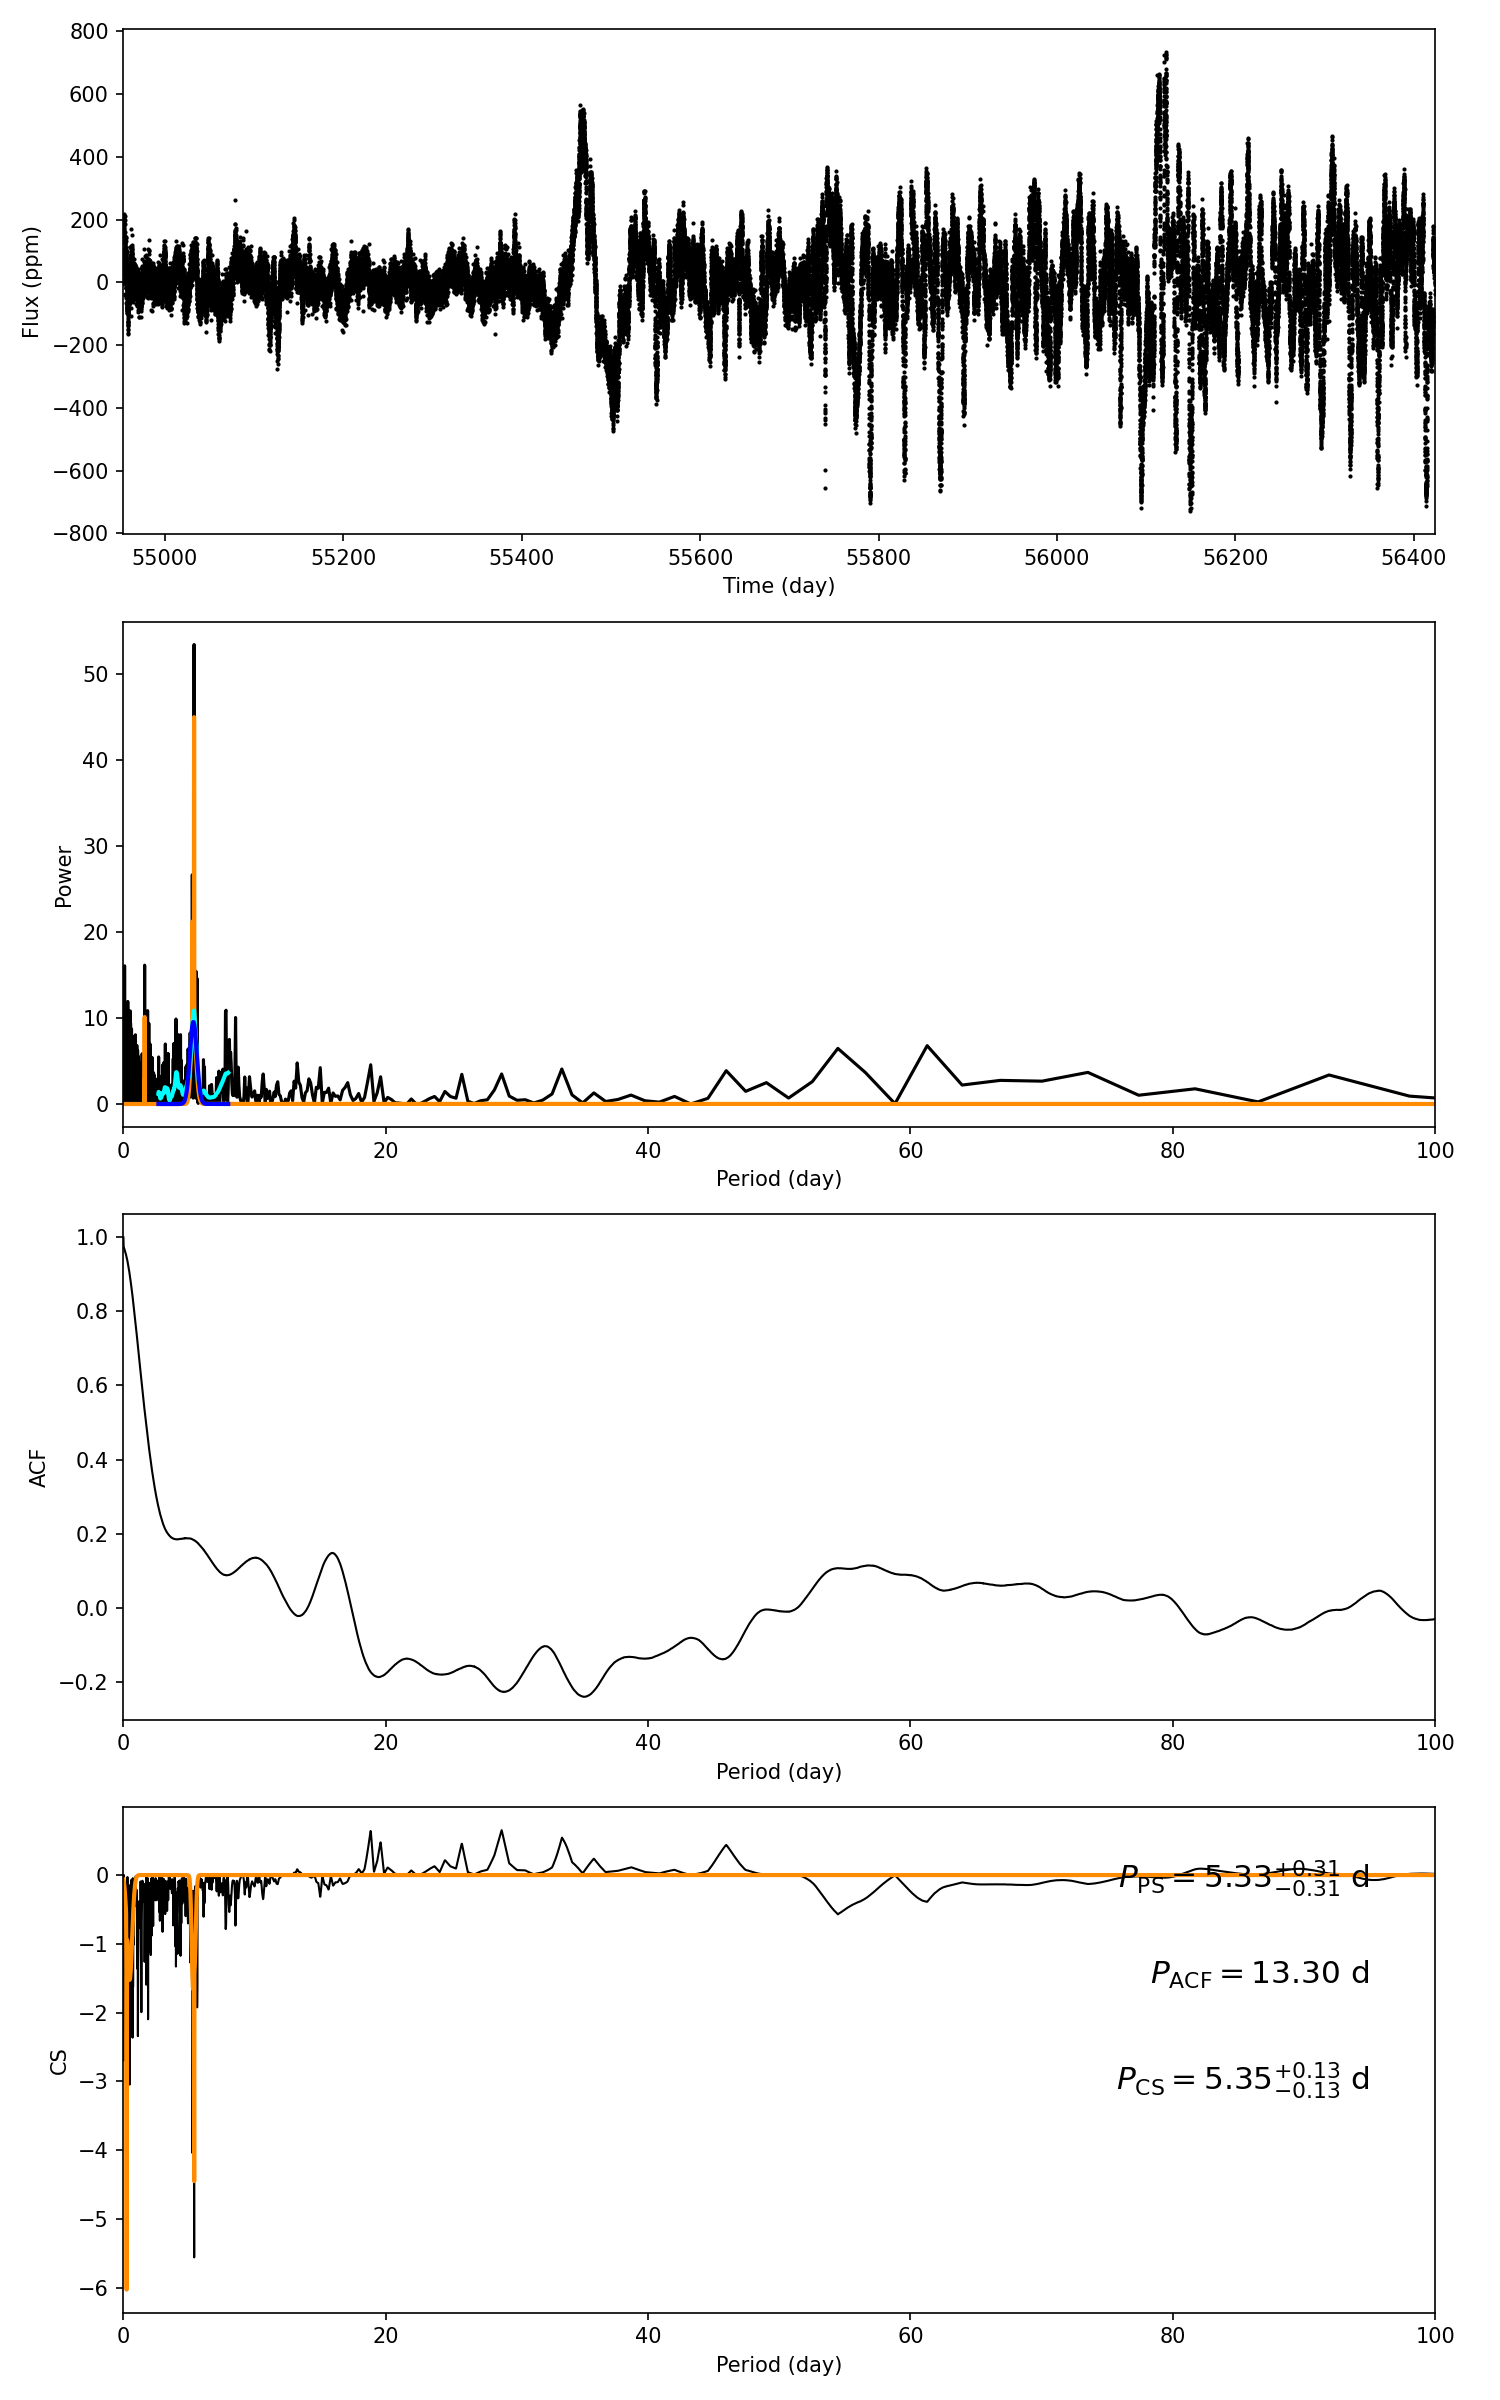 800
600
400
200
0
−200
−400
−600
−800
Flux (ppm)
55000 55200 55400 55600 55800 56000 56200 56400
Time (day)
50
40
30
20
10
0
Power
0 20 40 60 80 100
Period (day)
1.0
0.8
0.6
0.4
0.2
0.0
−0.2
ACF
0 20 40 60 80 100
Period (day)
0
−1
−2
−3
−4
−5
−6
CS
P_PS = 5.33^{+0.31}_{−0.31} d
P_ACF = 13.30 d
P_CS = 5.35^{+0.13}_{−0.13} d
0 20 40 60 80 100
Period (day)